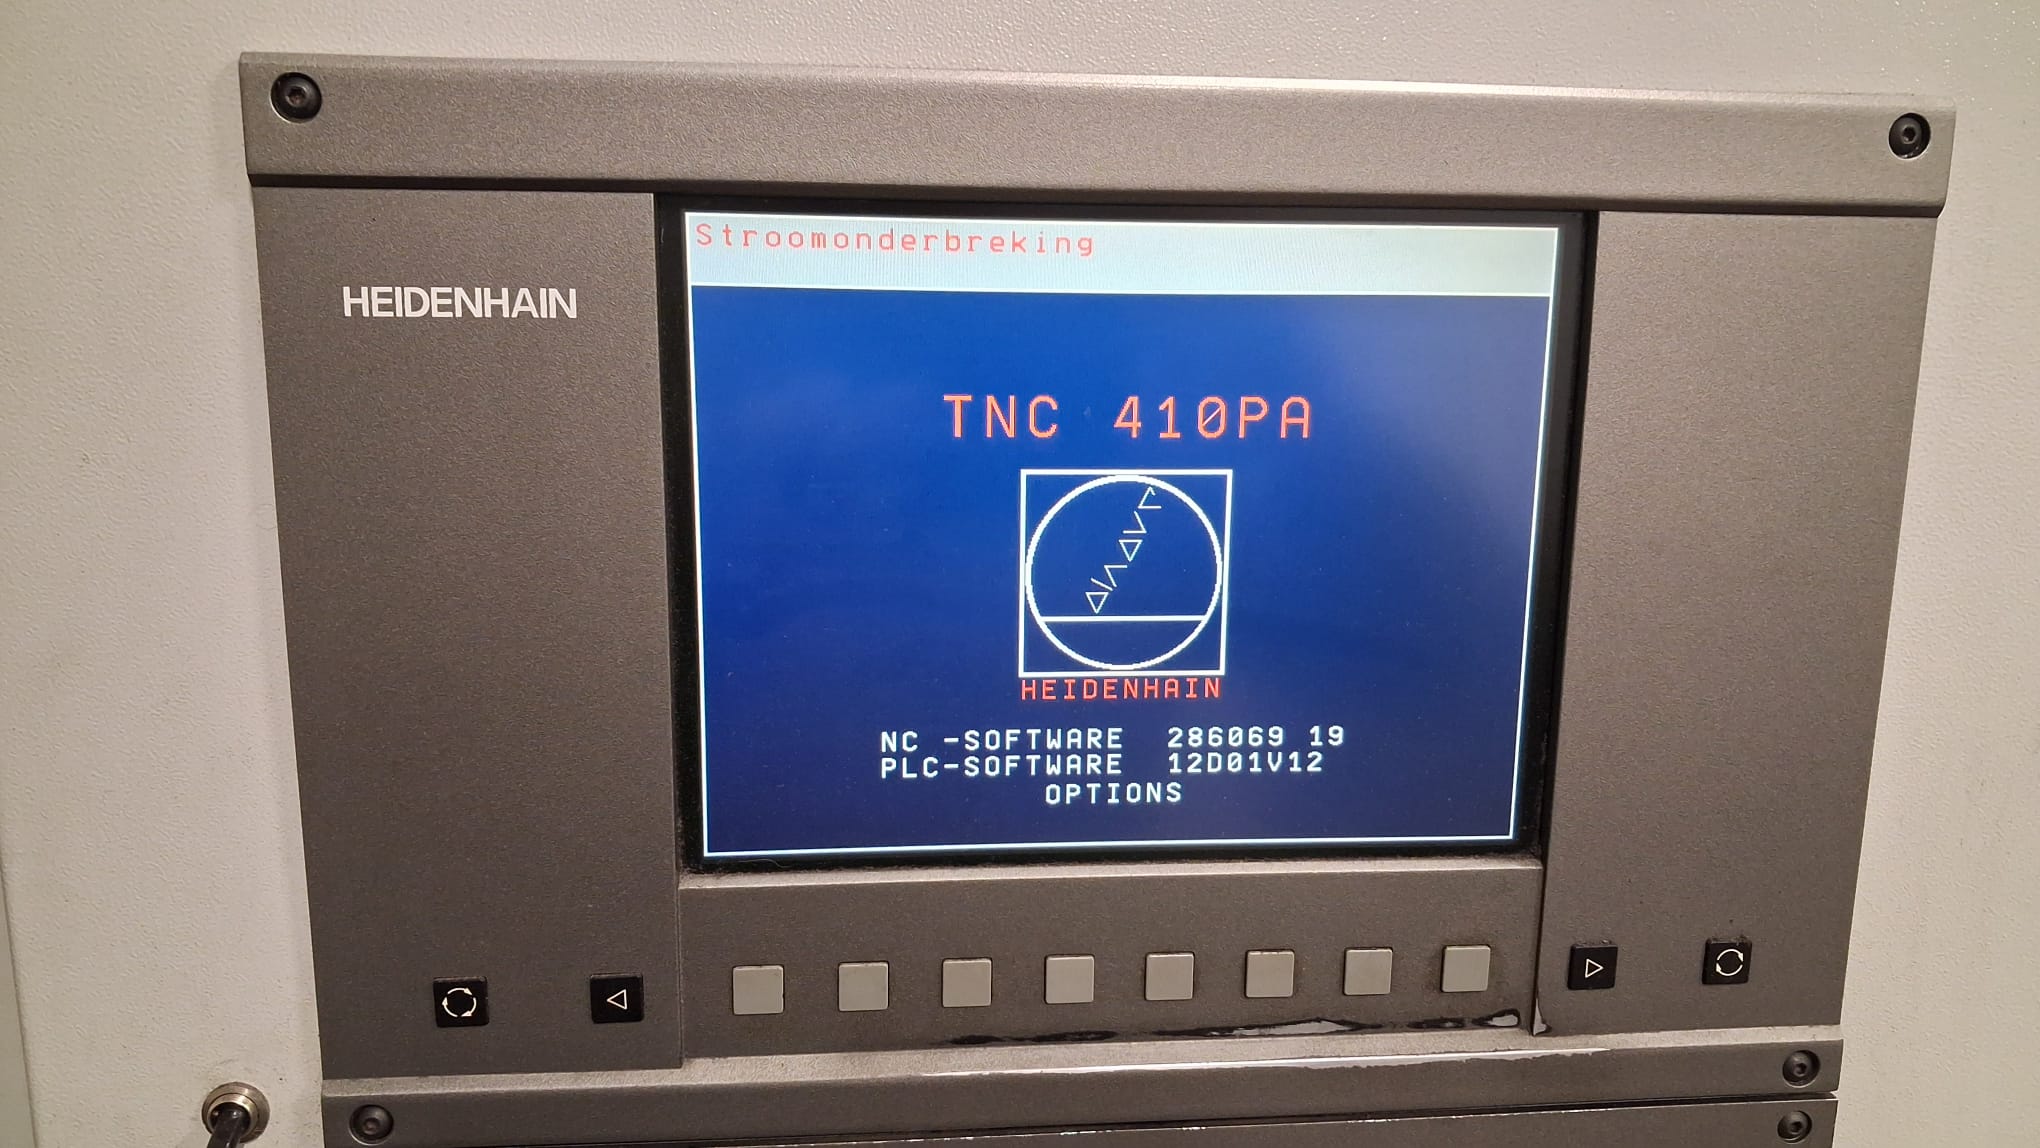 Stroomonderbreking
HEIDENHAIN
TNC 410PA
HEIDENHAIN
NC -SOFTWARE 286069 19
PLC-SOFTWARE 12D01V12
OPTIONS